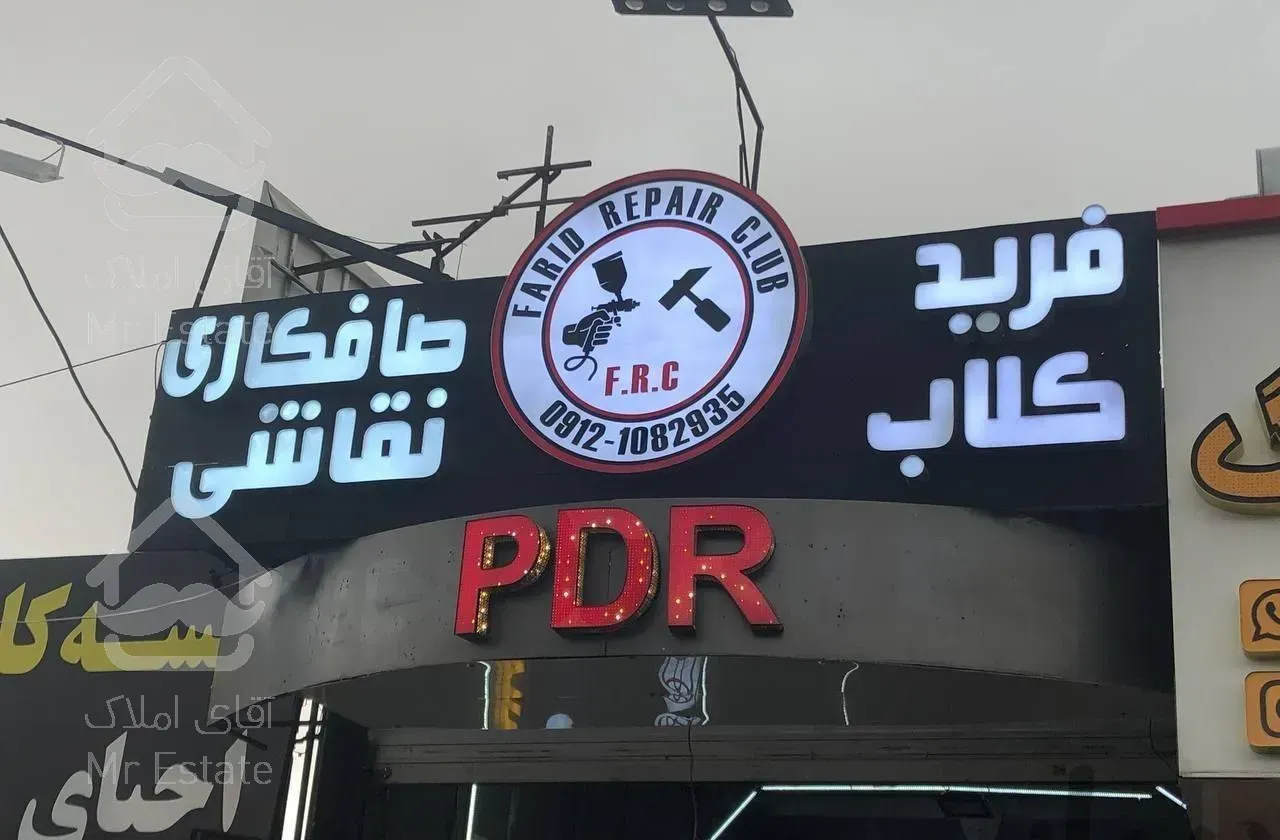 FARID REPAIR CLUB
F.R.C
0912-1082935
فرید
کلاب
صافکاری
نقاشی
PDR
احیای
آقای املاک
Mr Estate
آقای املاک
Mr Estate